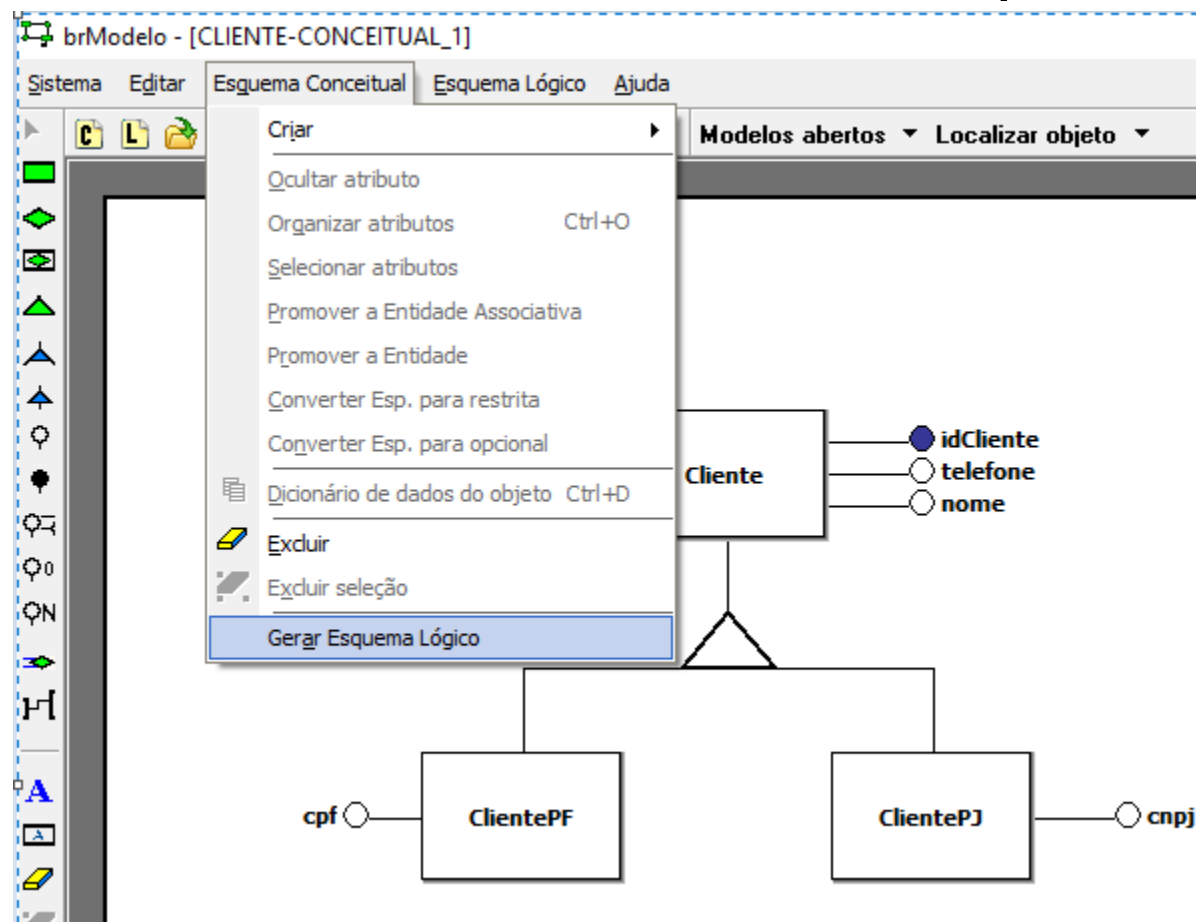 brModelo - [CLIENTE-CONCEITUAL_1]
Sistema Editar Esquema Conceitual Esquema Lógico Ajuda
C L Modelos abertos Localizar objeto
Criar
Ocultar atributo
Organizar atributos Ctrl+O
Selecionar atributos
Promover a Entidade Associativa
Promover a Entidade
Converter Esp. para restrita
Converter Esp. para opcional
Dicionário de dados do objeto Ctrl+D
Excluir
Excluir seleção
Gerar Esquema Lógico
0
N
A
A
Cliente
idCliente
telefone
nome
cpf
ClientePF
ClientePJ
cnpj